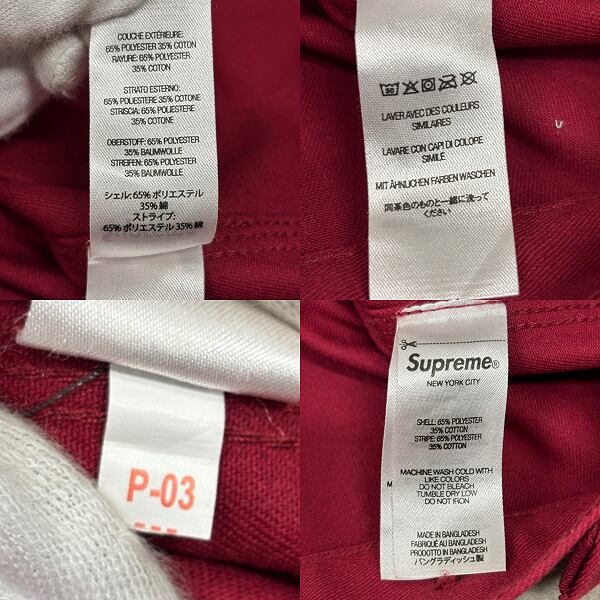 COUCHE EXTÉRIEURE:
65% POLYESTER 35% COTON
RAYURE: 65% POLYESTER
35% COTON
STRATO ESTERNO:
65% POLIESTERE 35% COTONE
STRISCIA: 65% POLIESTERE
35% COTONE
OBERSTOFF: 65% POLYESTER
35% BAUMWOLLE
STREIFEN: 65% POLYESTER
35% BAUMWOLLE
シェル: 65% ポリエステル
35% 綿
ストライプ:
65% ポリエステル 35% 綿
LAVER AVEC DES COULEURS
SIMILAIRES
LAVARE CON CAPI DI COLORE
SIMILE
MIT ÄHNLICHEN FARBEN WASCHEN
同系色のものと一緒に洗って
ください
P-03
Supreme®
NEW YORK CITY
SHELL: 65% POLYESTER
35% COTTON
STRIPE: 65% POLYESTER
35% COTTON
M
MACHINE WASH COLD WITH
LIKE COLORS
DO NOT BLEACH
TUMBLE DRY LOW
DO NOT IRON
MADE IN BANGLADESH
FABRIQUÉ AU BANGLADESH
PRODOTTO IN BANGLADESH
バングラディッシュ製